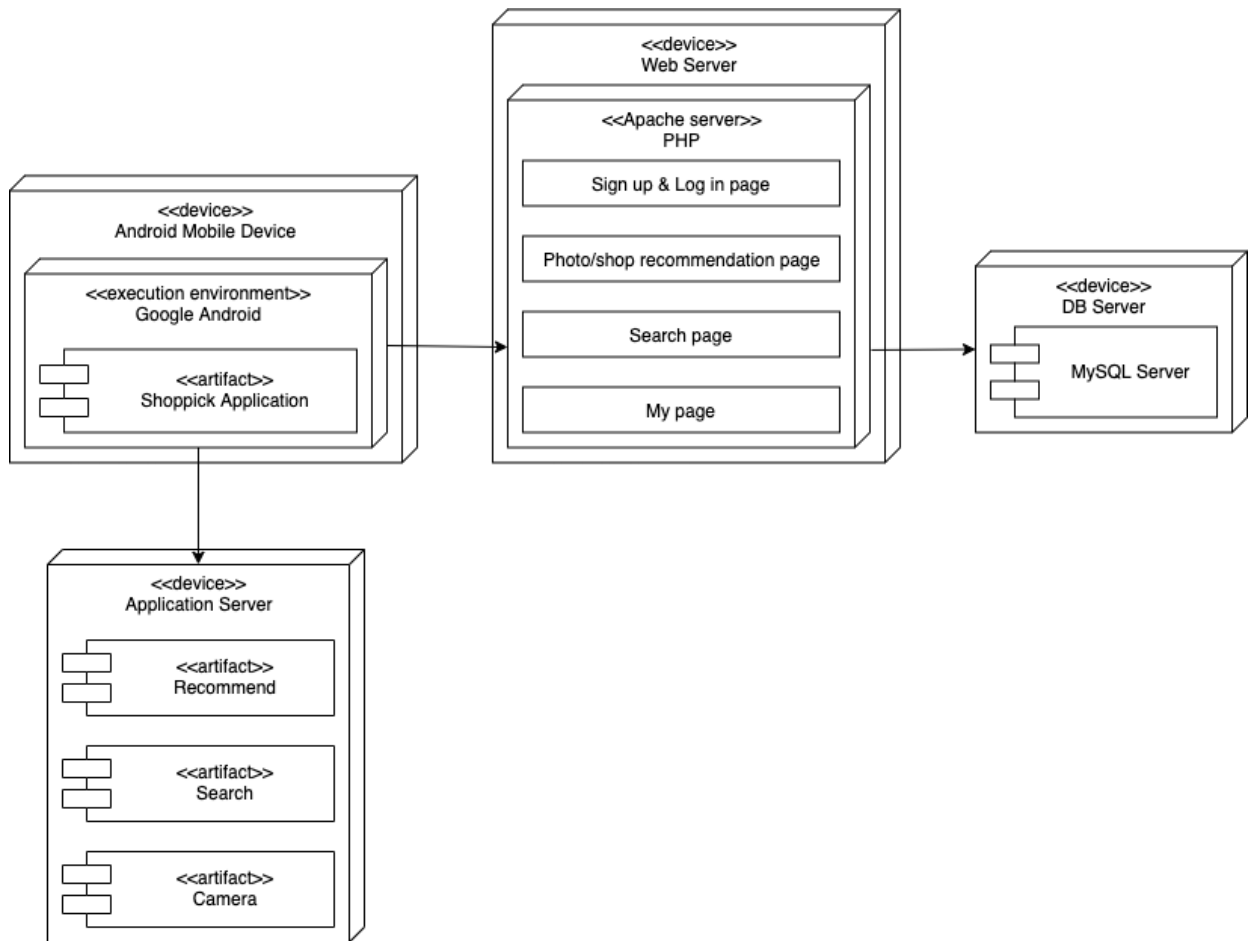 <<device>>
Android Mobile Device
<<execution environment>>
Google Android
<<artifact>>
Shoppick Application
<<device>>
Web Server
<<Apache server>>
PHP
Sign up & Log in page
Photo/shop recommendation page
Search page
My page
<<device>>
DB Server
MySQL Server
<<device>>
Application Server
<<artifact>>
Recommend
<<artifact>>
Search
<<artifact>>
Camera